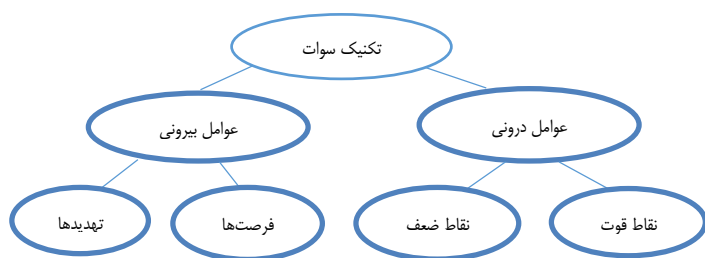 تکنیک سوات
عوامل درونی
عوامل بیرونی
نقاط قوت
نقاط ضعف
فرصت‌ها
تهدیدها